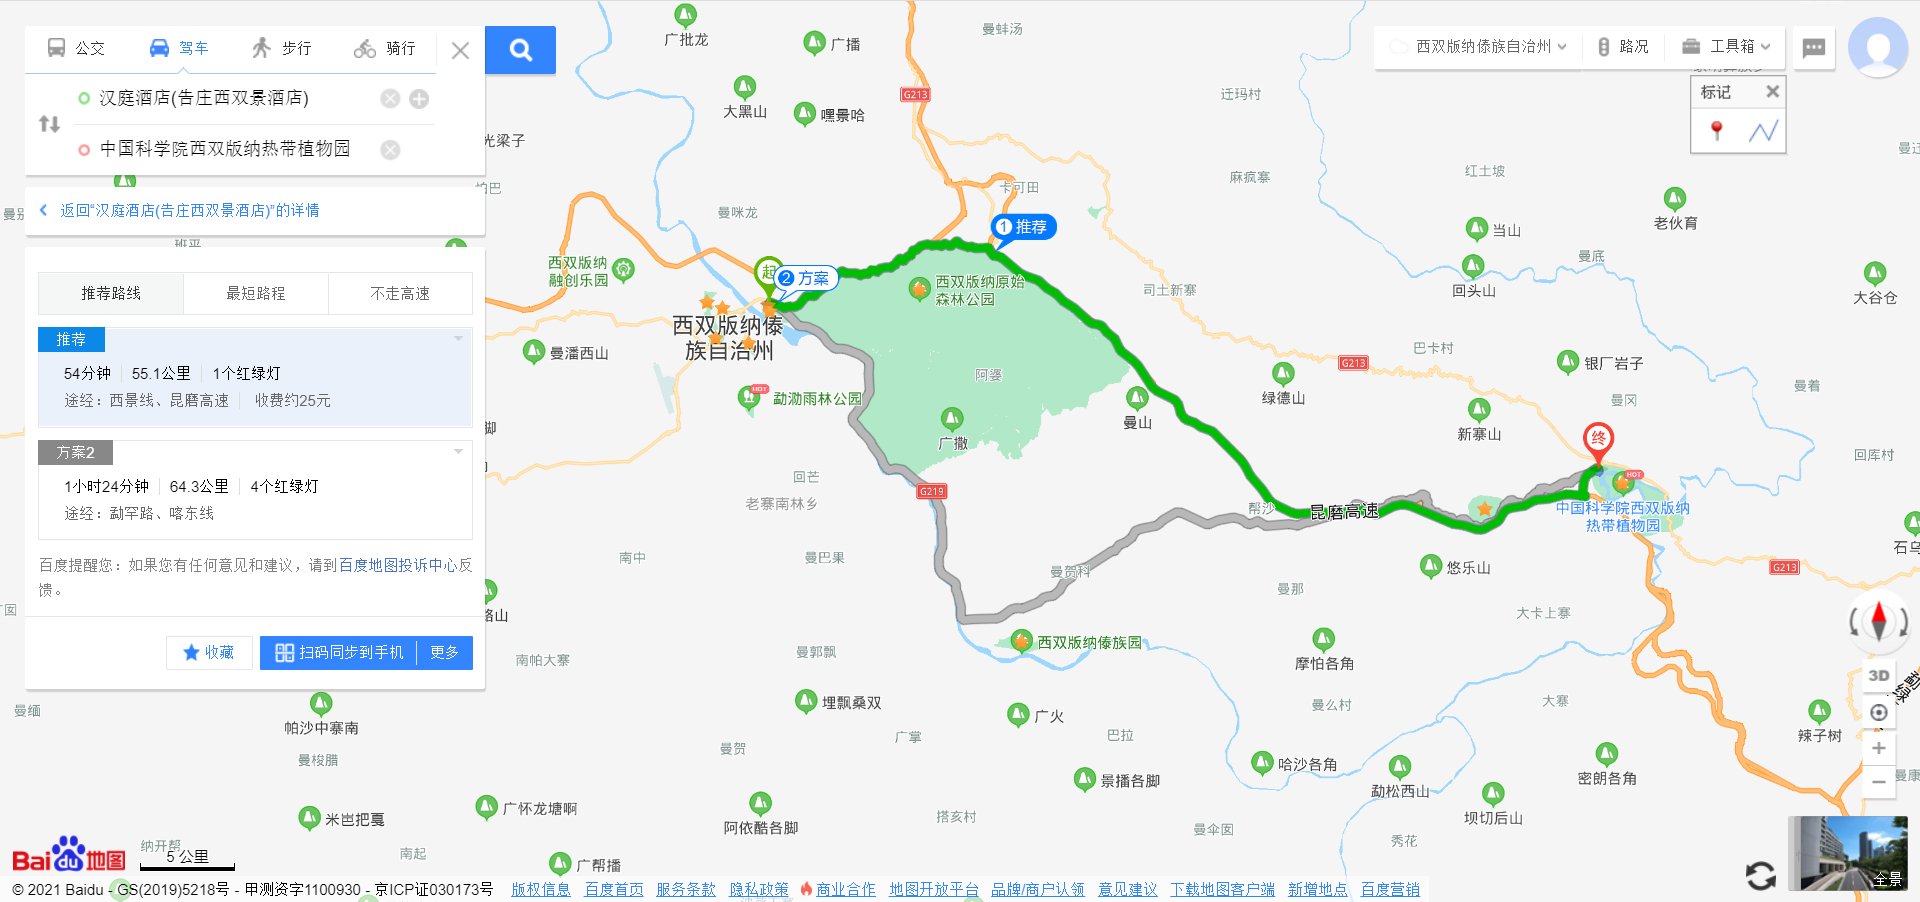 公交
驾车
步行
骑行
汉庭酒店(告庄西双景酒店)
中国科学院西双版纳热带植物园
返回“汉庭酒店(告庄西双景酒店)”的详情
推荐路线
最短路程
不走高速
推荐
54分钟 55.1公里 1个红绿灯
途经：西景线、昆磨高速 收费约25元
方案2
1小时24分钟 64.3公里 4个红绿灯
途经：勐罕路、喀东线
百度提醒您：如果您有任何意见和建议，请到百度地图投诉中心反
馈。
收藏
扫码同步到手机
更多
西双版纳傣族自治州
路况
工具箱
标记
广批龙
广播
曼蚌汤
大黑山
嘿景哈
G213
迁玛村
光梁子
卡可田
麻疯寨
红土坡
曼咪龙
1 推荐
老伙育
当山
曼底
西双版纳
融创乐园
起
2 方案
西双版纳原始
森林公园
司土新寨
回头山
大谷仓
西双版纳傣
族自治州
曼潘西山
阿婆
G213
巴卡村
银厂岩子
曼着
HOT
勐泐雨林公园
曼山
绿德山
曼冈
新寨山
广撒
终
回库村
回芒
G219
老寨南林乡
帮沙
昆磨高速
HOT
中国科学院西双版纳
热带植物园
南中
曼巴果
曼贺科
悠乐山
G213
曼那
大卡上寨
西双版纳傣族园
曼郭飘
南帕大寨
摩怕各角
3D
曼缅
帕沙中寨南
埋飘桑双
广火
曼么村
大寨
辣子树
曼梭腊
曼贺
广掌
巴拉
哈沙各角
景播各脚
勐松西山
密朗各角
米岂把戛
广怀龙塘啊
阿依酷各脚
搭亥村
曼伞囡
坝切后山
秀花
纳开帮
南起
广帮播
Bai du 地图
5 公里
全景
© 2021 Baidu - GS(2019)5218号 - 甲测资字1100930 - 京ICP证030173号 版权信息 百度首页 服务条款 隐私政策 商业合作 地图开放平台 品牌/商户认领 意见建议 下载地图客户端 新增地点 百度营销